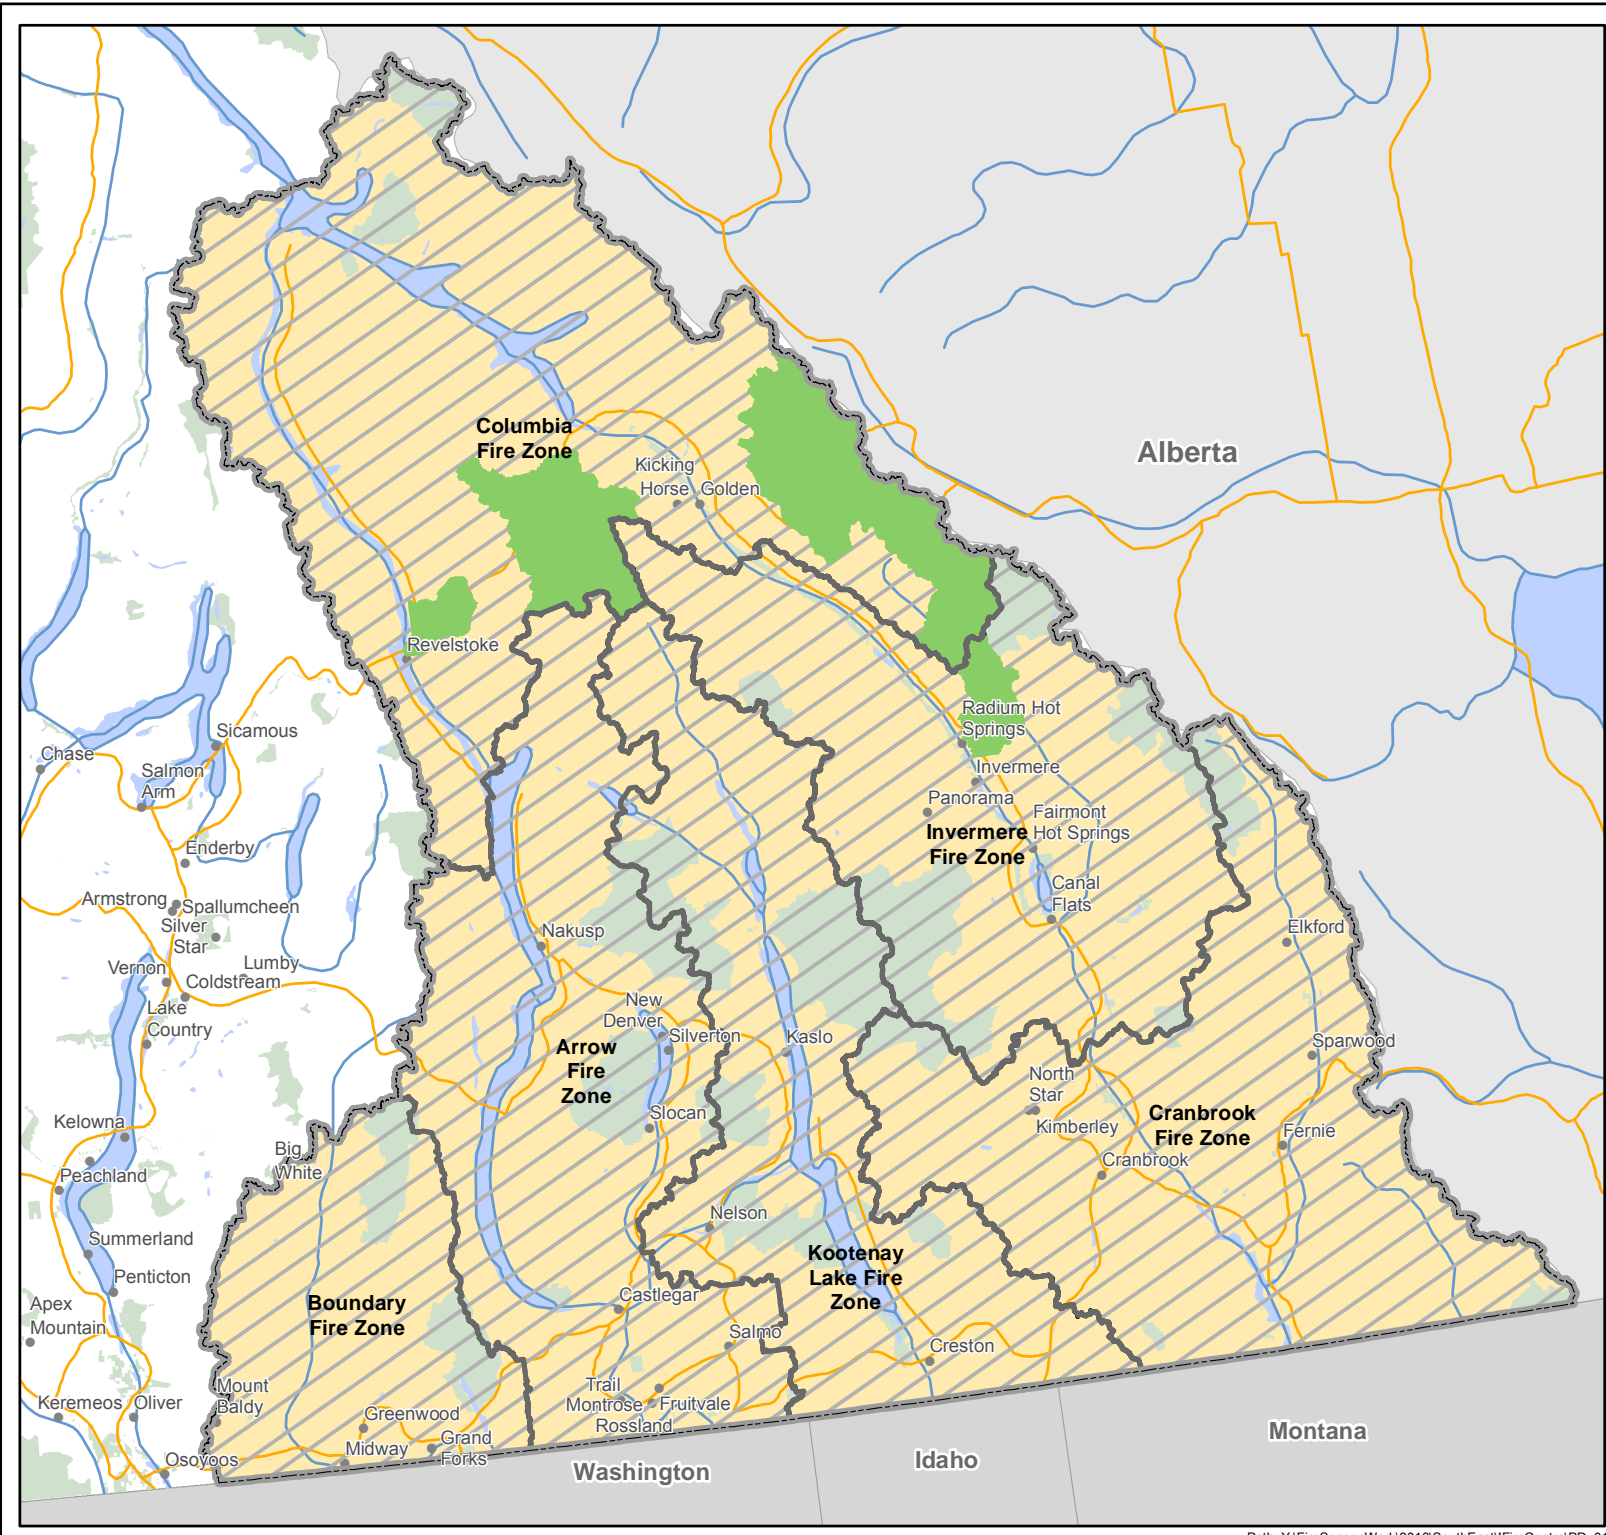 Columbia
Fire Zone
Kicking
Horse
Golden
Alberta
Revelstoke
Radium Hot
Springs
Sicamous
Chase
Salmon
Arm
Invermere
Panorama
Fairmont
Hot Springs
Invermere
Fire Zone
Enderby
Canal
Flats
Armstrong
Spallumcheen
Silver
Star
Elkford
Nakusp
Vernon
Lumby
Coldstream
Lake
Country
New
Denver
Silverton
Kaslo
Sparwood
Arrow
Fire
Zone
North
Star
Kimberley
Slocan
Cranbrook
Fire Zone
Fernie
Kelowna
Big
White
Cranbrook
Peachland
Nelson
Summerland
Kootenay
Lake Fire
Zone
Penticton
Castlegar
Boundary
Fire Zone
Apex
Mountain
Salmo
Creston
Mount
Baldy
Trail
Montrose
Fruitvale
Rossland
Keremeos
Oliver
Greenwood
Grand
Forks
Midway
Osoyoos
Washington
Idaho
Montana